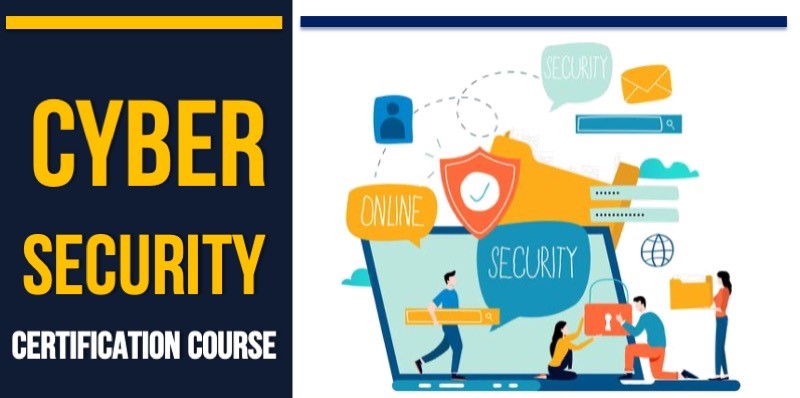 CYBER
SECURITY
CERTIFICATION COURSE
SECURITY
ONLINE
SECURITY